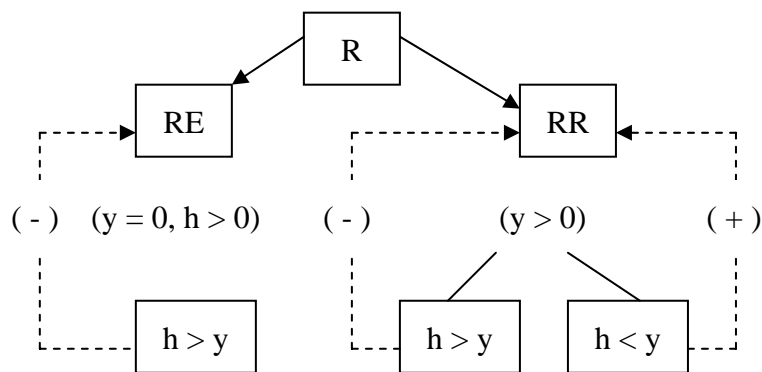 R
RE
RR
( - ) (y = 0, h > 0) ( - ) (y > 0) ( + )
h > y h > y h < y